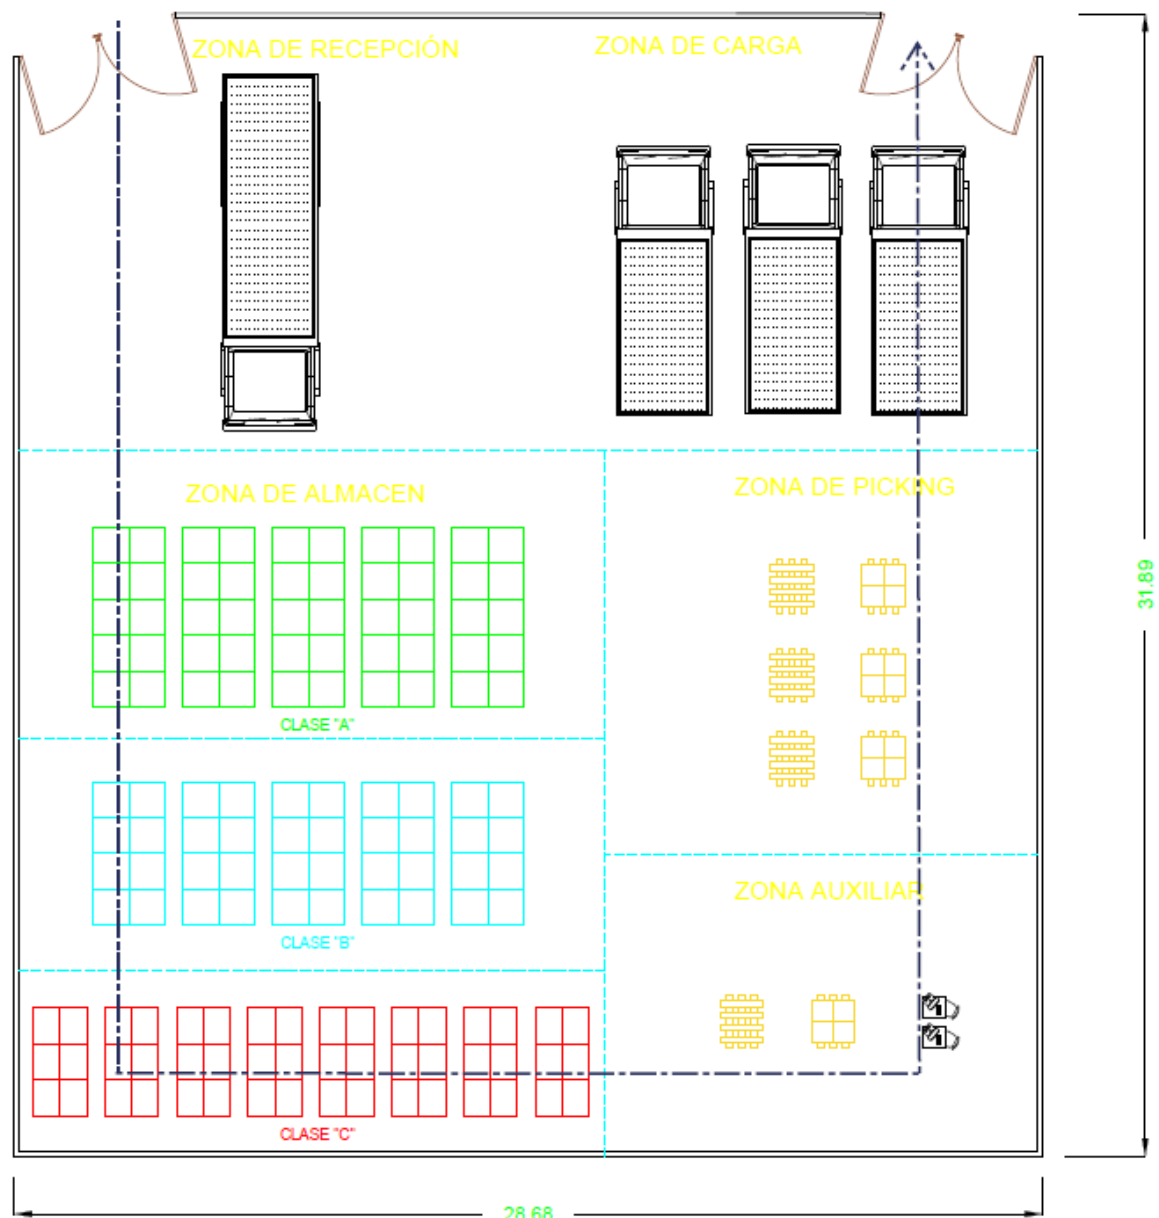 ZONA DE RECEPCIÓN
ZONA DE CARGA
ZONA DE ALMACEN
ZONA DE PICKING
31.89
CLASE "A"
ZONA AUXILIAR
CLASE "B"
CLASE "C"
28.68